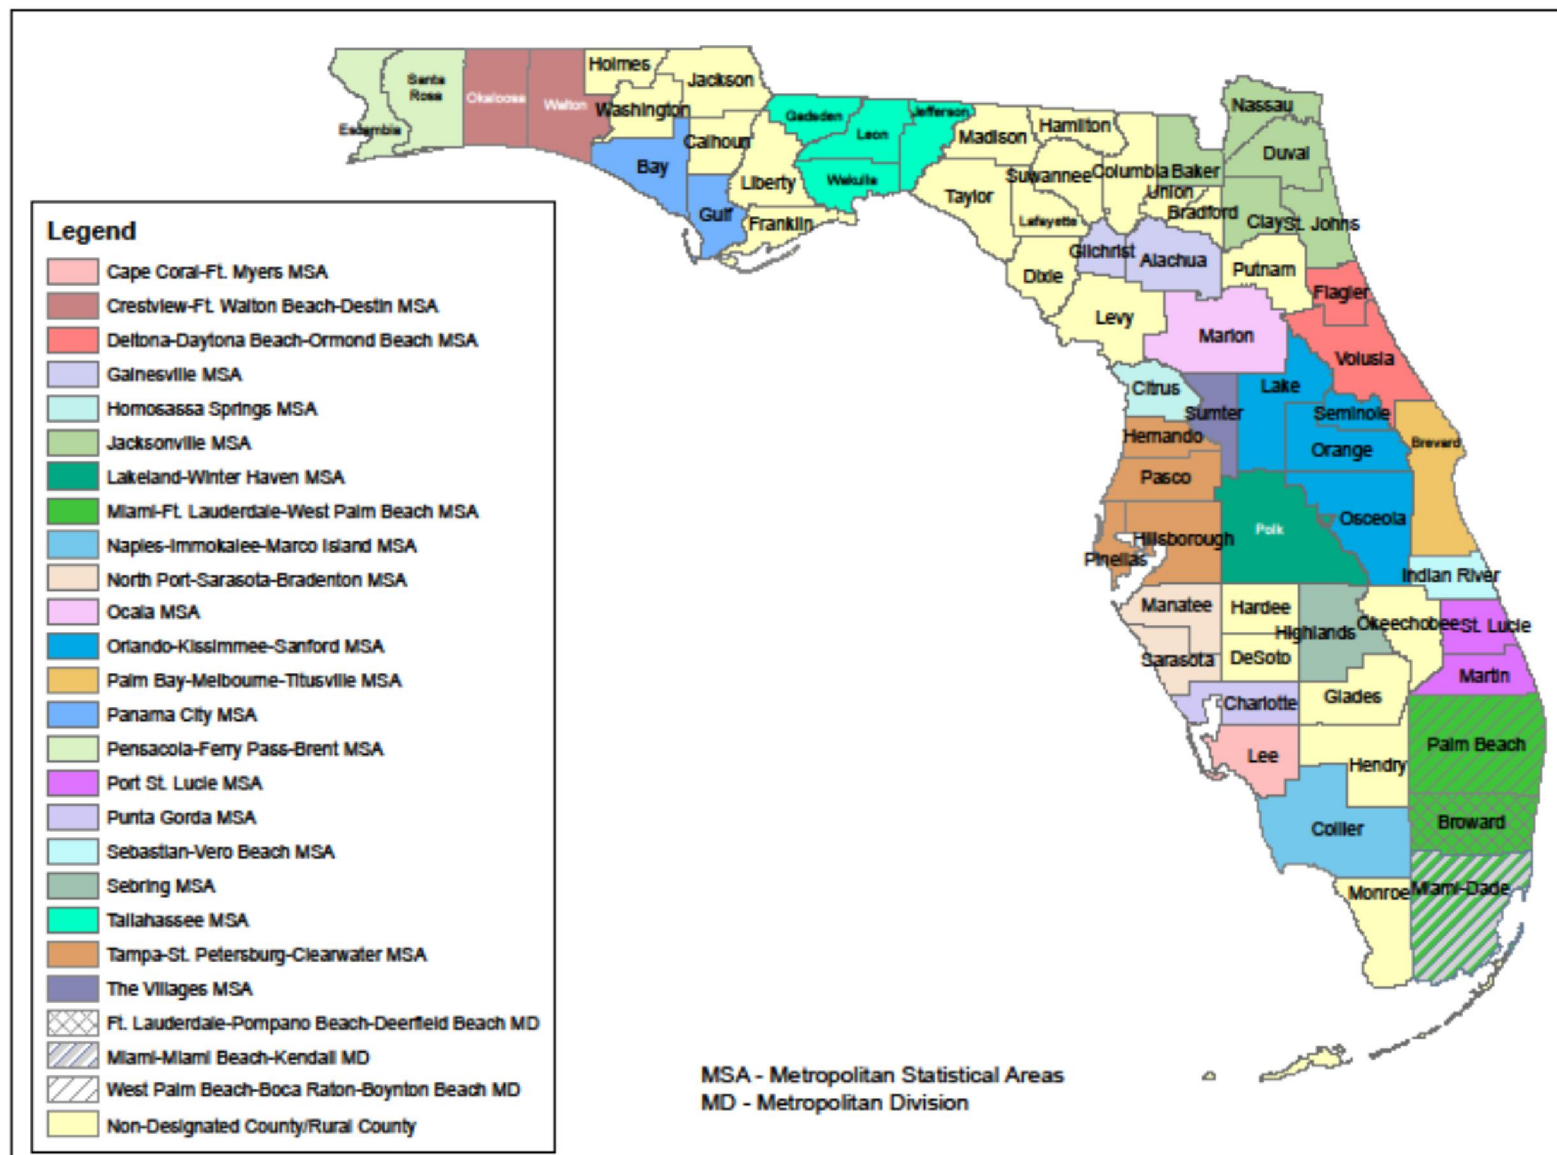 Holmes
Jackson
Santa
Rosa
Okaloosa
Walton
Washington
Escambia
Calhoun
Bay
Liberty
Gulf
Franklin
Gadsden
Leon
Jefferson
Wakulla
Madison
Hamilton
Taylor
Suwannee
Lafayette
Columbia
Baker
Union
Bradford
Nassau
Duval
Clay
St. Johns
Gilchrist
Alachua
Dixie
Putnam
Levy
Flagler
Marion
Volusia
Citrus
Sumter
Lake
Seminole
Orange
Brevard
Hernando
Pasco
Osceola
Polk
Hillsborough
Pinellas
Indian River
Manatee
Hardee
Highlands
Okeechobee
St. Lucie
Sarasota
DeSoto
Martin
Charlotte
Glades
Lee
Hendry
Palm Beach
Collier
Broward
Monroe
Miami-Dade
Legend
Cape Coral-Ft. Myers MSA
Crestview-Ft. Walton Beach-Destin MSA
Deltona-Daytona Beach-Ormond Beach MSA
Gainesville MSA
Homosassa Springs MSA
Jacksonville MSA
Lakeland-Winter Haven MSA
Miami-Ft. Lauderdale-West Palm Beach MSA
Naples-Immokalee-Marco Island MSA
North Port-Sarasota-Bradenton MSA
Ocala MSA
Orlando-Kissimmee-Sanford MSA
Palm Bay-Melbourne-Titusville MSA
Panama City MSA
Pensacola-Ferry Pass-Brent MSA
Port St. Lucie MSA
Punta Gorda MSA
Sebastian-Vero Beach MSA
Sebring MSA
Tallahassee MSA
Tampa-St. Petersburg-Clearwater MSA
The Villages MSA
Ft. Lauderdale-Pompano Beach-Deerfield Beach MD
Miami-Miami Beach-Kendall MD
West Palm Beach-Boca Raton-Boynton Beach MD
Non-Designated County/Rural County
MSA - Metropolitan Statistical Areas
MD - Metropolitan Division